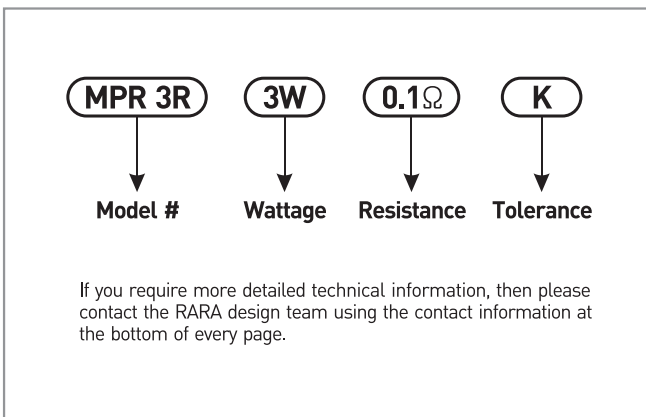 MPR 3R 3W 0.1Ω K
Model # Wattage Resistance Tolerance
If you require more detailed technical information, then please
contact the RARA design team using the contact information at
the bottom of every page.